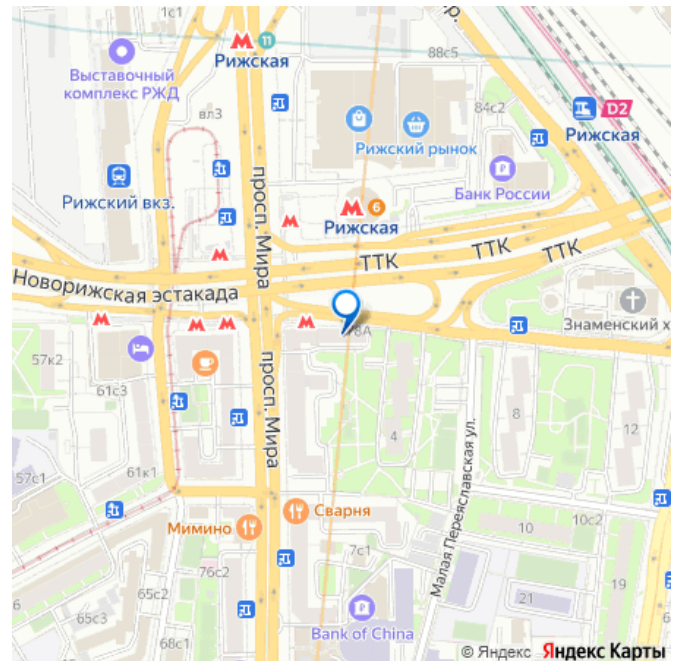 1с1
М 11
Рижская
88с5
Выставочный
комплекс РЖД
вл3
84с2
D2
Рижская
Рижский рынок
просп. Мира
Банк России
Рижский вкз.
М 6
Рижская
ТТК
ТТК
Новорижская эстакада
78А
Знаменский х
57к2
61с3
просп. Мира
4
8
12
Малая Переяславская ул.
57с1
61к1
Сварня
Мимино
10
10с2
7с1
76с2
19
21
65с2
65с3
Bank of China
68с1
© Яндекс Яндекс Карты